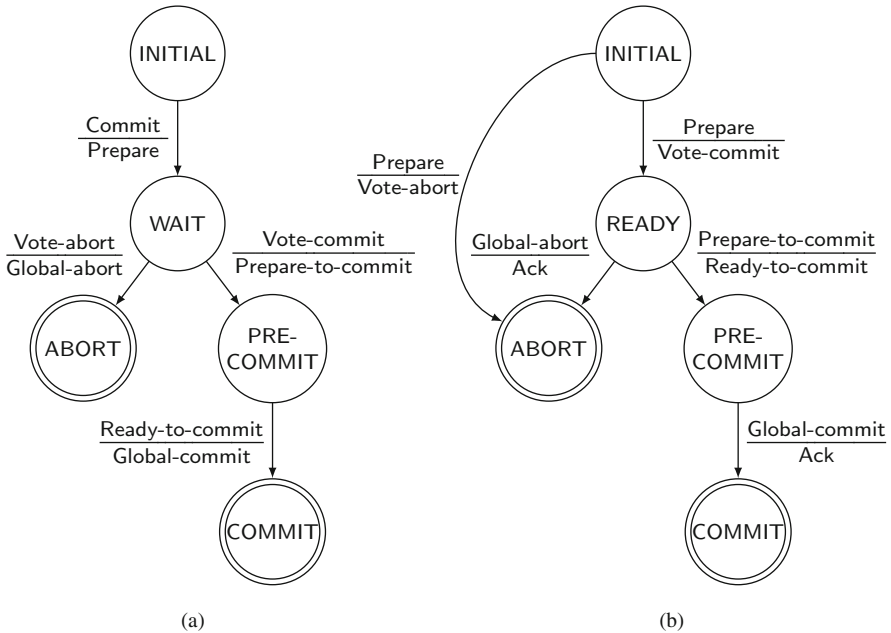 INITIAL
Commit
Prepare
WAIT
Vote-abort
Global-abort
Vote-commit
Prepare-to-commit
ABORT
PRE-
COMMIT
Ready-to-commit
Global-commit
COMMIT
(a)
INITIAL
Prepare
Vote-commit
Prepare
Vote-abort
READY
Global-abort
Ack
Prepare-to-commit
Ready-to-commit
ABORT
PRE-
COMMIT
Global-commit
Ack
COMMIT
(b)